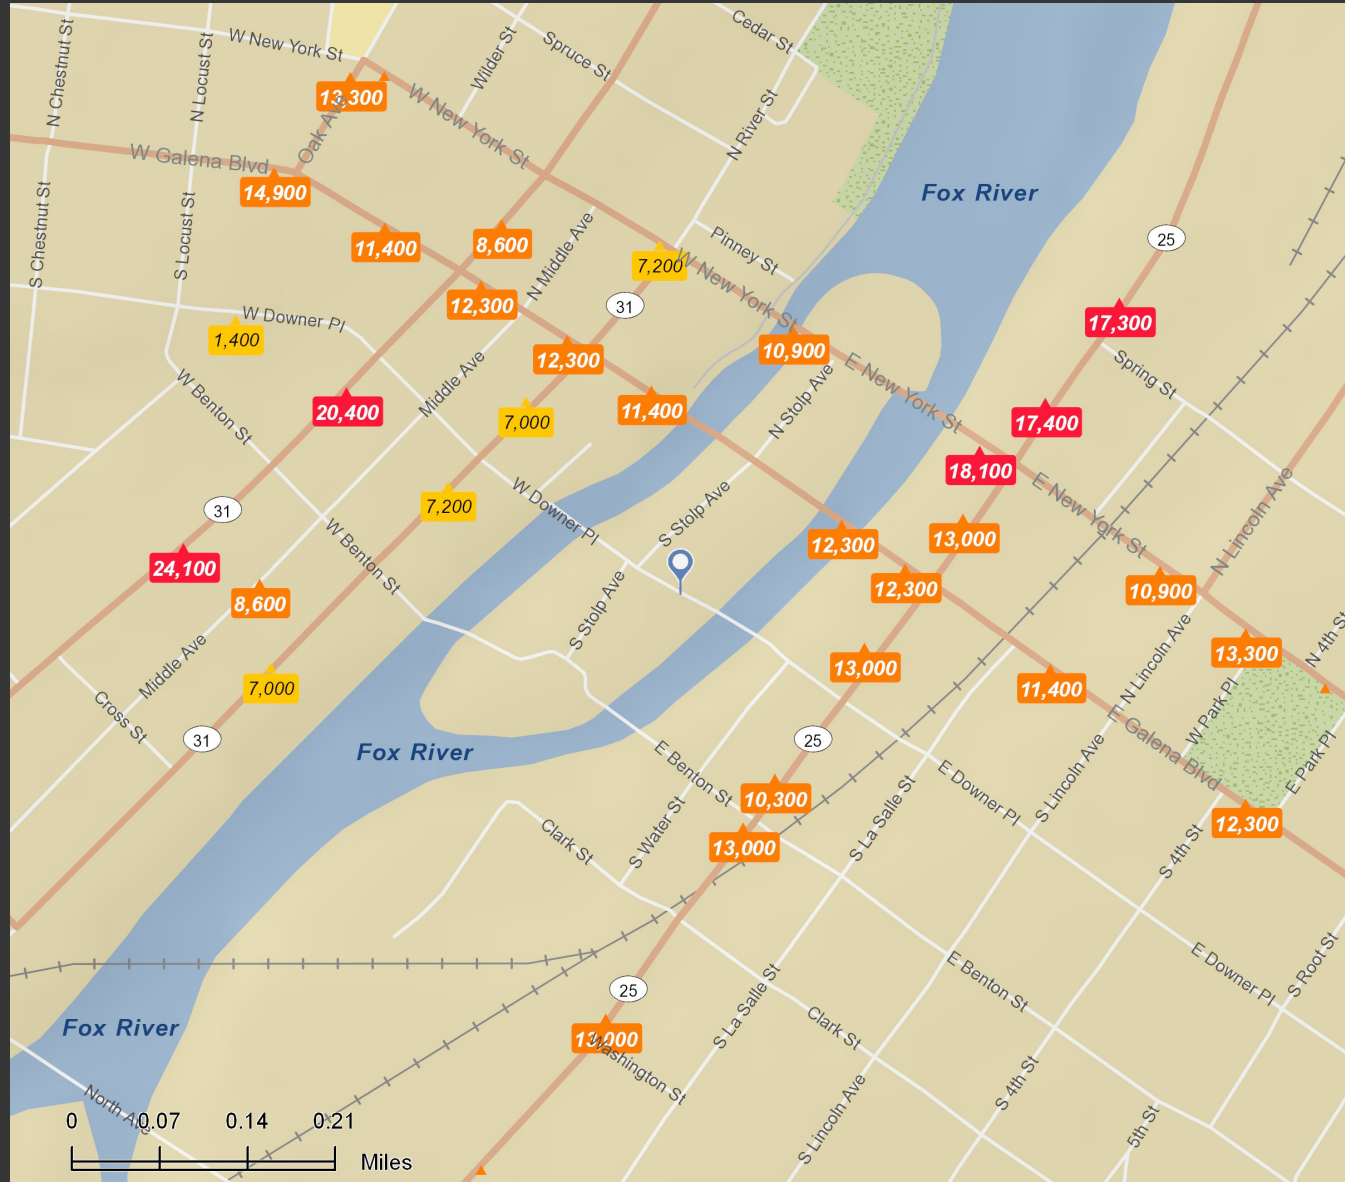 Cedar St
W New York St
Spruce St
Wilder St
N Chestnut St
N Locust St
13,300
Oak Ave
W New York St
N River St
W Galena Blvd
14,900
Fox River
S Chestnut St
S Locust St
11,400
8,600
N Middle Ave
Pinney St
7,200
W New York St
25
12,300
31
17,300
W Downer Pl
1,400
12,300
10,900
E New York St
Spring St
W Benton St
Middle Ave
20,400
7,000
11,400
N Stolp Ave
17,400
18,100
E New York St
N Lincoln Ave
31
7,200
W Downer Pl
S Stolp Ave
12,300
13,000
W Benton St
24,100
8,600
S Stolp Ave
12,300
10,900
N 4th St
Middle Ave
7,000
13,000
11,400
N Lincoln Ave
13,300
W Park Pl
Cross St
31
Fox River
25
E Galena Blvd
E Park Pl
E Benton St
10,300
E Downer Pl
S Lincoln Ave
12,300
Clark St
S Water St
13,000
S La Salle St
S 4th St
25
E Benton St
E Downer Pl
S Root St
Fox River
13,000
Washington St
S La Salle St
Clark St
S 4th St
North Ave
S Lincoln Ave
5th St
0 0.07 0.14 0.21
Miles